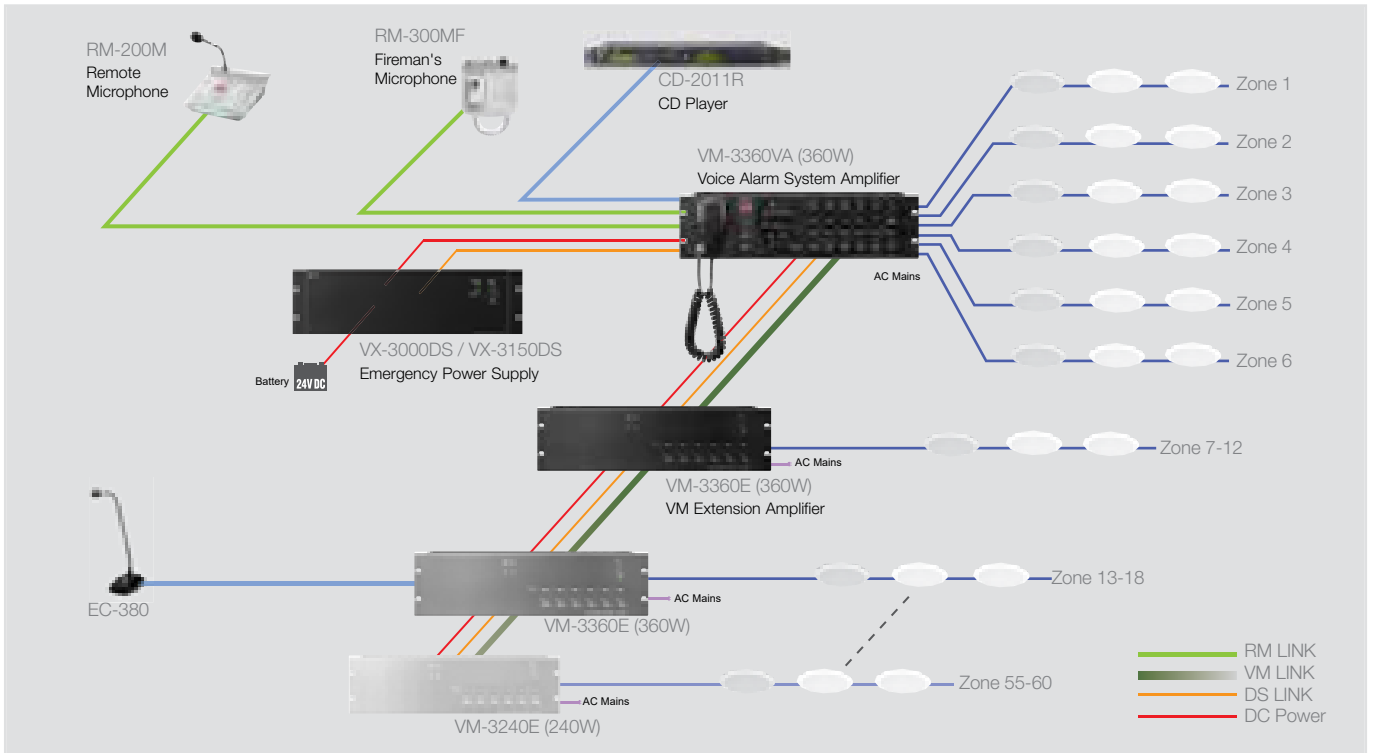 RM-200M
Remote
Microphone
RM-300MF
Fireman's
Microphone
CD-2011R
CD Player
VM-3360VA (360W)
Voice Alarm System Amplifier
AC Mains
Zone 1
Zone 2
Zone 3
Zone 4
Zone 5
Zone 6
VX-3000DS / VX-3150DS
Emergency Power Supply
Battery
24V DC
AC Mains
Zone 7-12
VM-3360E (360W)
VM Extension Amplifier
EC-380
AC Mains
Zone 13-18
VM-3360E (360W)
AC Mains
Zone 55-60
VM-3240E (240W)
RM LINK
VM LINK
DS LINK
DC Power